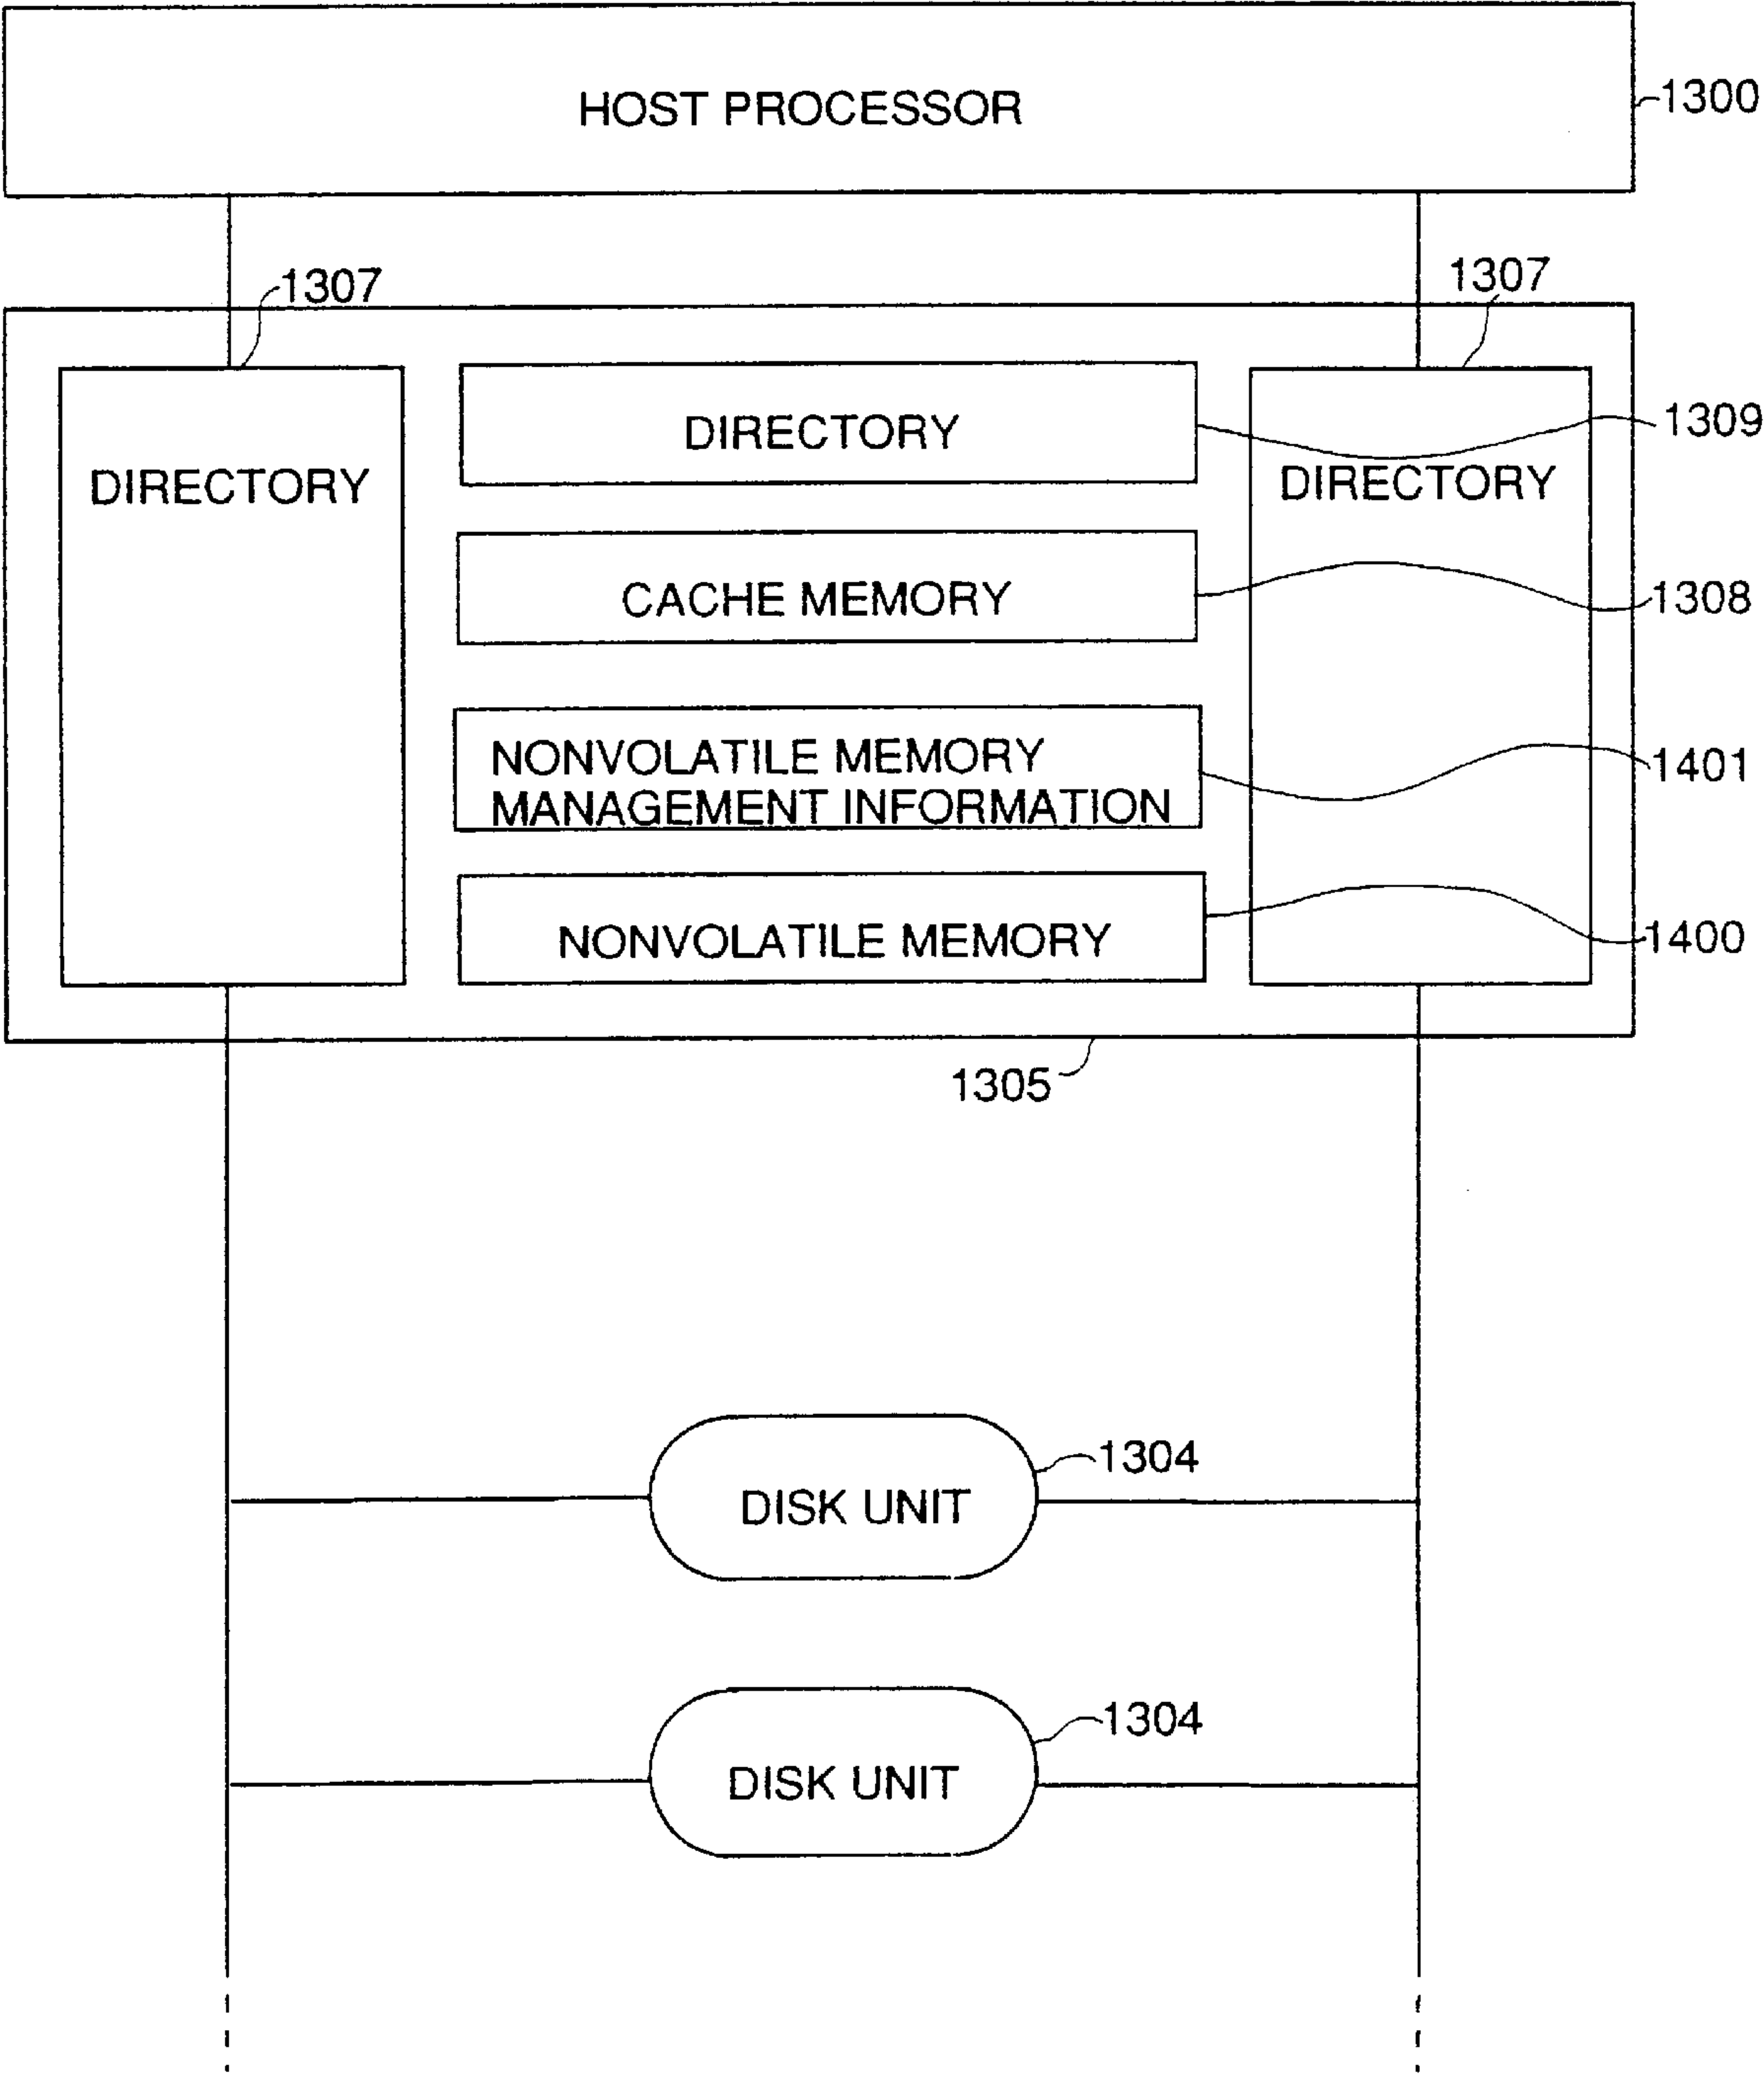 HOST PROCESSOR
1300
1307
1307
DIRECTORY
1309
DIRECTORY
DIRECTORY
CACHE MEMORY
1308
NONVOLATILE MEMORY
MANAGEMENT INFORMATION
1401
NONVOLATILE MEMORY
1400
1305
1304
DISK UNIT
1304
DISK UNIT